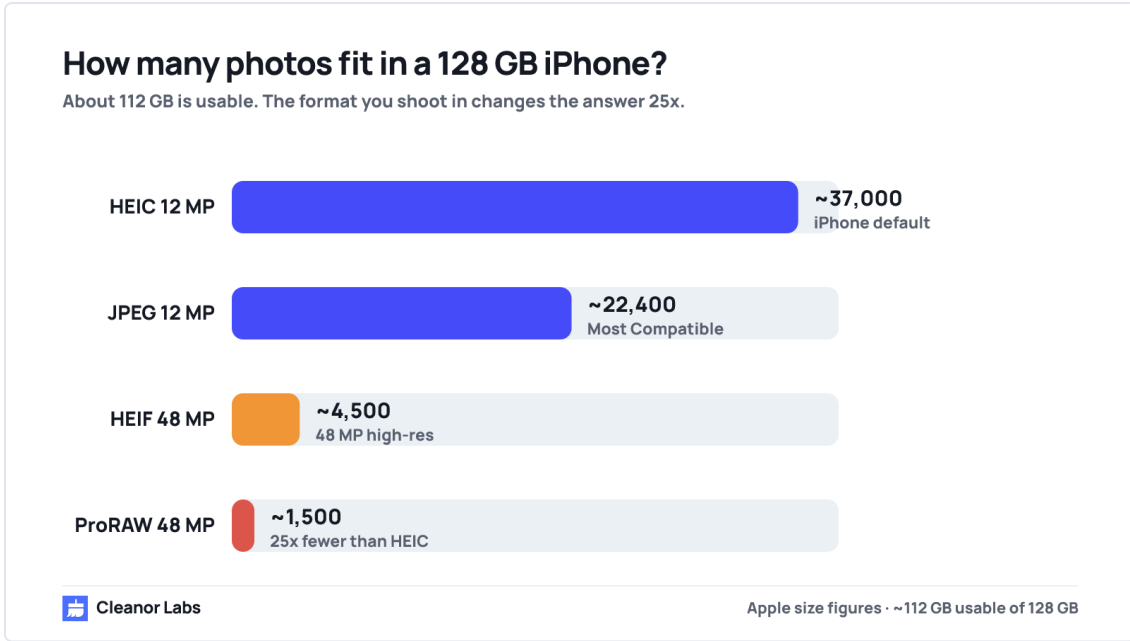 How many photos fit in a 128 GB iPhone?
About 112 GB is usable. The format you shoot in changes the answer 25x.
HEIC 12 MP
~37,000
iPhone default
JPEG 12 MP
~22,400
Most Compatible
HEIF 48 MP
~4,500
48 MP high-res
ProRAW 48 MP
~1,500
25x fewer than HEIC
Cleanor Labs
Apple size figures · ~112 GB usable of 128 GB